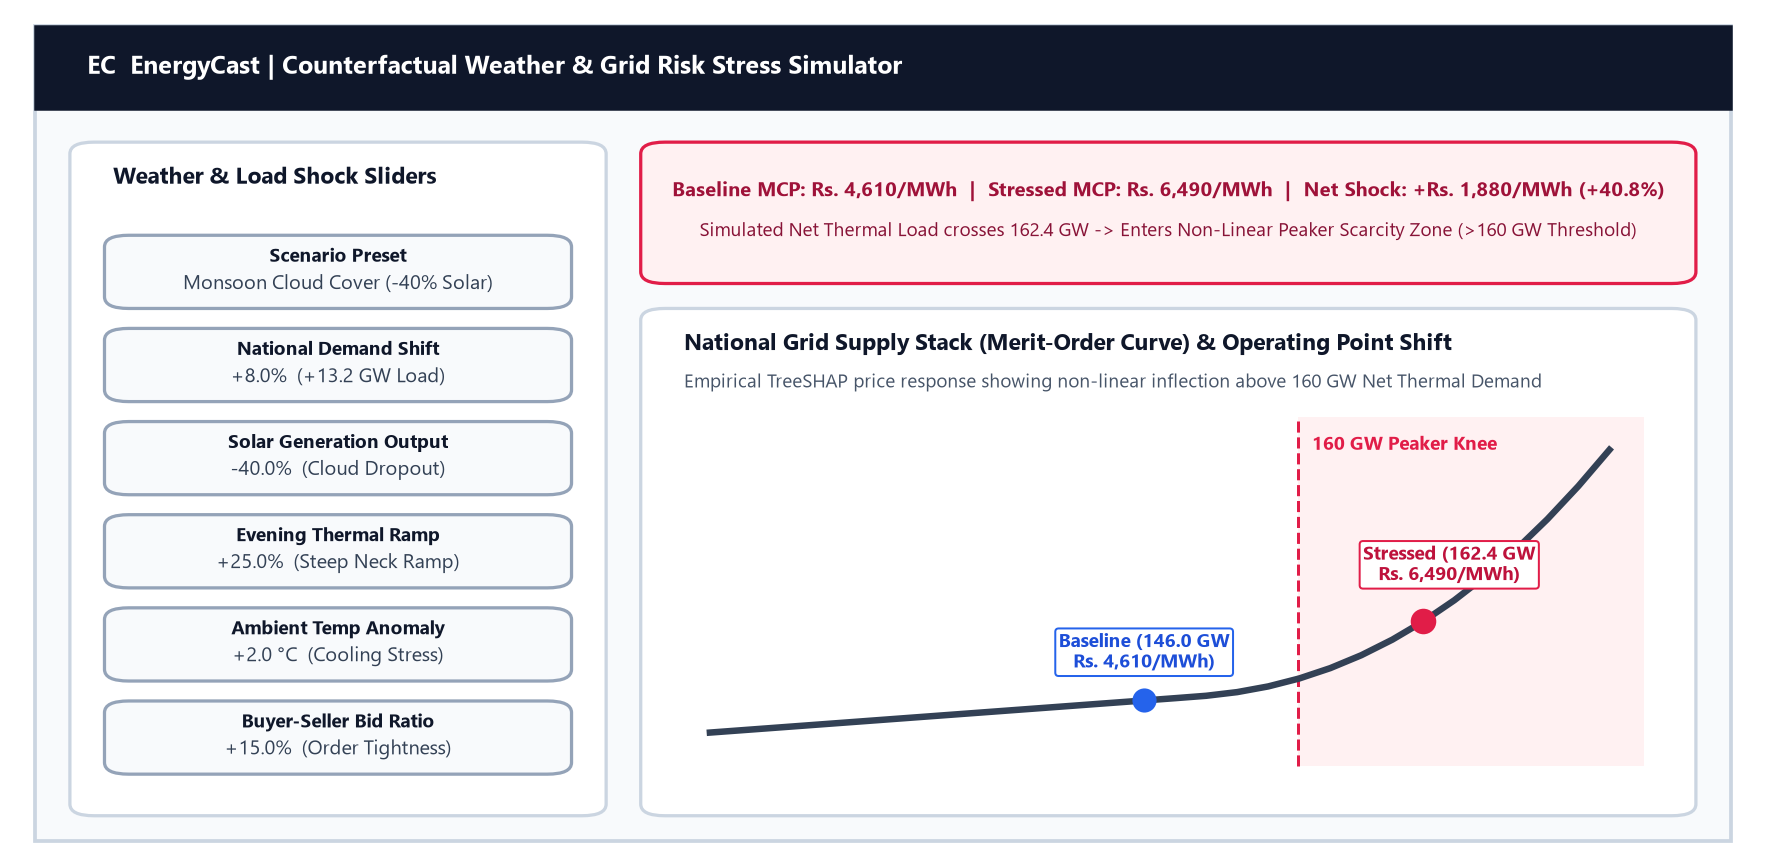 EC EnergyCast | Counterfactual Weather & Grid Risk Stress Simulator
Weather & Load Shock Sliders
Scenario Preset
Monsoon Cloud Cover (-40% Solar)
National Demand Shift
+8.0% (+13.2 GW Load)
Solar Generation Output
-40.0% (Cloud Dropout)
Evening Thermal Ramp
+25.0% (Steep Neck Ramp)
Ambient Temp Anomaly
+2.0 °C (Cooling Stress)
Buyer-Seller Bid Ratio
+15.0% (Order Tightness)
Baseline MCP: Rs. 4,610/MWh | Stressed MCP: Rs. 6,490/MWh | Net Shock: +Rs. 1,880/MWh (+40.8%)
Simulated Net Thermal Load crosses 162.4 GW -> Enters Non-Linear Peaker Scarcity Zone (>160 GW Threshold)
National Grid Supply Stack (Merit-Order Curve) & Operating Point Shift
Empirical TreeSHAP price response showing non-linear inflection above 160 GW Net Thermal Demand
160 GW Peaker Knee
Stressed (162.4 GW
Rs. 6,490/MWh)
Baseline (146.0 GW
Rs. 4,610/MWh)